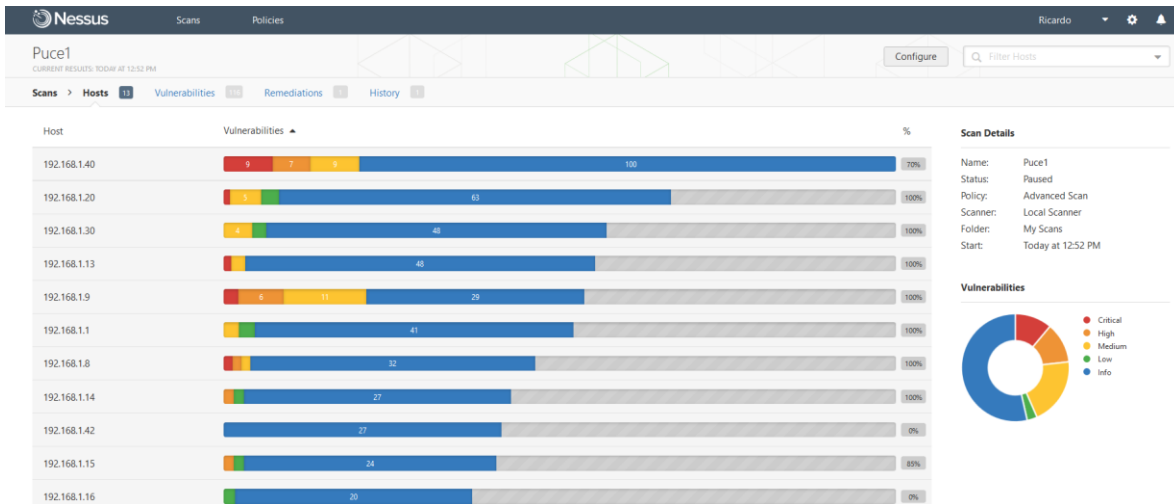 Nessus Scans Policies Ricardo
Puce1
CURRENT RESULTS: TODAY AT 12:52 PM
Configure Filter Hosts
Scans > Hosts 13 Vulnerabilities Remediations 1 History 1
Host Vulnerabilities %
192.168.1.40 9 7 9 100 70%
192.168.1.20 5 63 100%
192.168.1.30 4 48 100%
192.168.1.13 48 100%
192.168.1.9 6 11 29 100%
192.168.1.1 41 100%
192.168.1.8 32 100%
192.168.1.14 27 100%
192.168.1.42 27 0%
192.168.1.15 24 85%
192.168.1.16 20 0%
Scan Details
Name: Puce1
Status: Paused
Policy: Advanced Scan
Scanner: Local Scanner
Folder: My Scans
Start: Today at 12:52 PM
Vulnerabilities
Critical
High
Medium
Low
Info